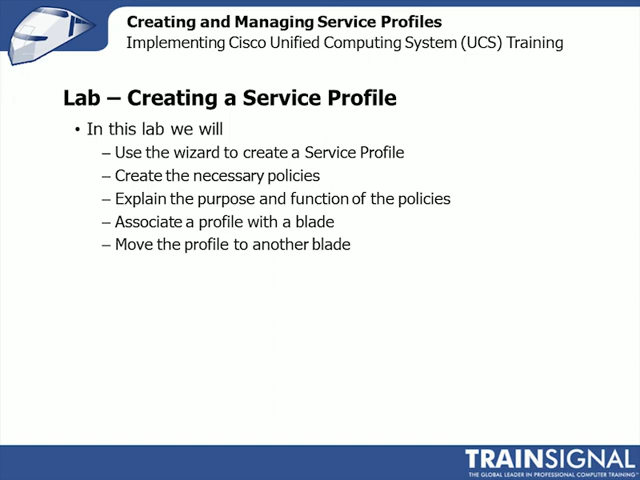 Creating and Managing Service Profiles
Implementing Cisco Unified Computing System (UCS) Training
Lab – Creating a Service Profile
• In this lab we will
– Use the wizard to create a Service Profile
– Create the necessary policies
– Explain the purpose and function of the policies
– Associate a profile with a blade
– Move the profile to another blade
TRAINSIGNAL
THE GLOBAL LEADER IN PROFESSIONAL COMPUTER TRAINING